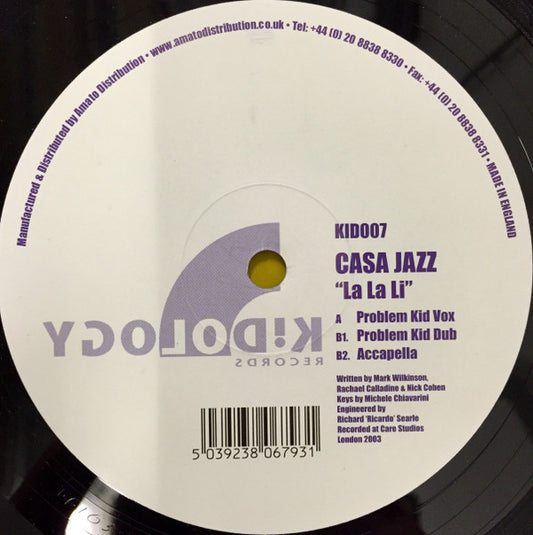 Manufactured & Distributed by Amato Distribution • www.amatodistribution.co.uk • Tel: +44 (0) 20 8838 8330 • Fax: +44 (0) 20 8838 8331 • MADE IN ENGLAND
KID007
CASA JAZZ
“La La Li”
A Problem Kid Vox
B1. Problem Kid Dub
B2. Accapella
K!DOLOGY
RECORDS
Written by Mark Wilkinson,
Rachael Calladine & Nick Cohen
Keys by Michele Chiavarini
Engineered by
Richard 'Ricardo' Searle
Recorded at Care Studios
London 2003
5 039238 067931